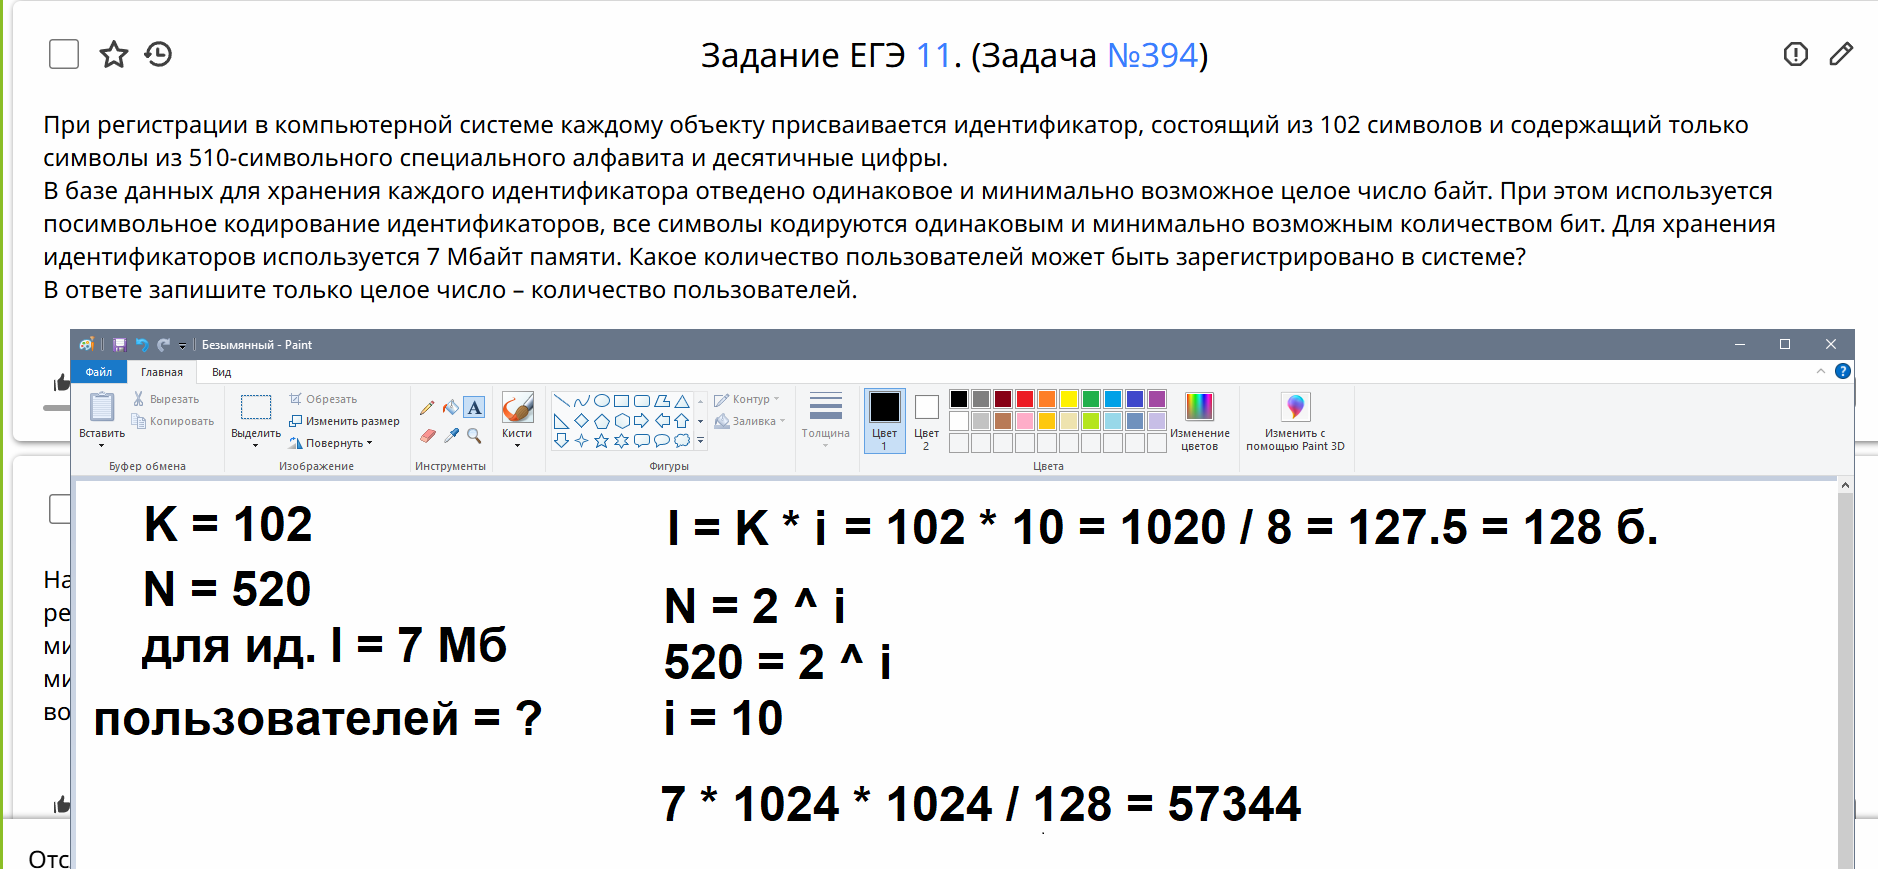 Задание ЕГЭ 11. (Задача №394)
При регистрации в компьютерной системе каждому объекту присваивается идентификатор, состоящий из 102 символов и содержащий только
символы из 510-символьного специального алфавита и десятичные цифры.
В базе данных для хранения каждого идентификатора отведено одинаковое и минимально возможное целое число байт. При этом используется
посимвольное кодирование идентификаторов, все символы кодируются одинаковым и минимально возможным количеством бит. Для хранения
идентификаторов используется 7 Мбайт памяти. Какое количество пользователей может быть зарегистрировано в системе?
В ответе запишите только целое число – количество пользователей.
Безымянный - Paint
Файл Главная Вид
Вставить
Вырезать
Копировать
Буфер обмена
Выделить
Обрезать
Изменить размер
Повернуть
Изображение
Инструменты
Кисти
Контур
Заливка
Фигуры
Толщина
Цвет 1
Цвет 2
Изменение цветов
Цвета
Изменить с помощью Paint 3D
K = 102
N = 520
для ид. I = 7 Мб
пользователей = ?
I = K * i = 102 * 10 = 1020 / 8 = 127.5 = 128 б.
N = 2 ^ i
520 = 2 ^ i
i = 10
7 * 1024 * 1024 / 128 = 57344
На
ре
ми
ми
во
Отс